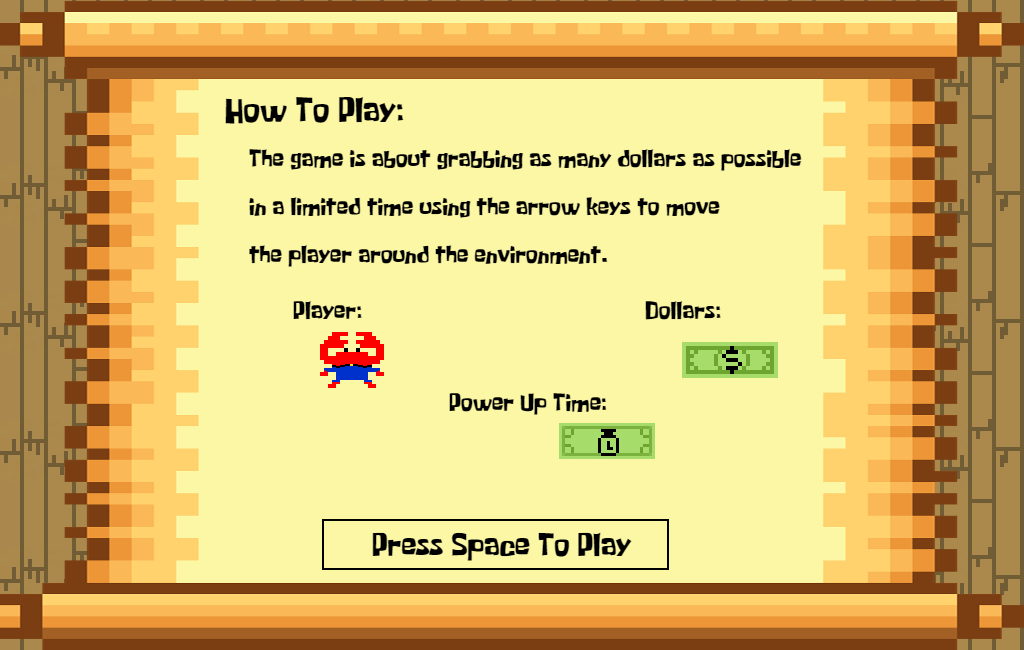 How To Play:
The game is about grabbing as many dollars as possible
in a limited time using the arrow keys to move
the player around the environment.
Player:
Dollars:
$
Power Up Time:
Press Space To Play